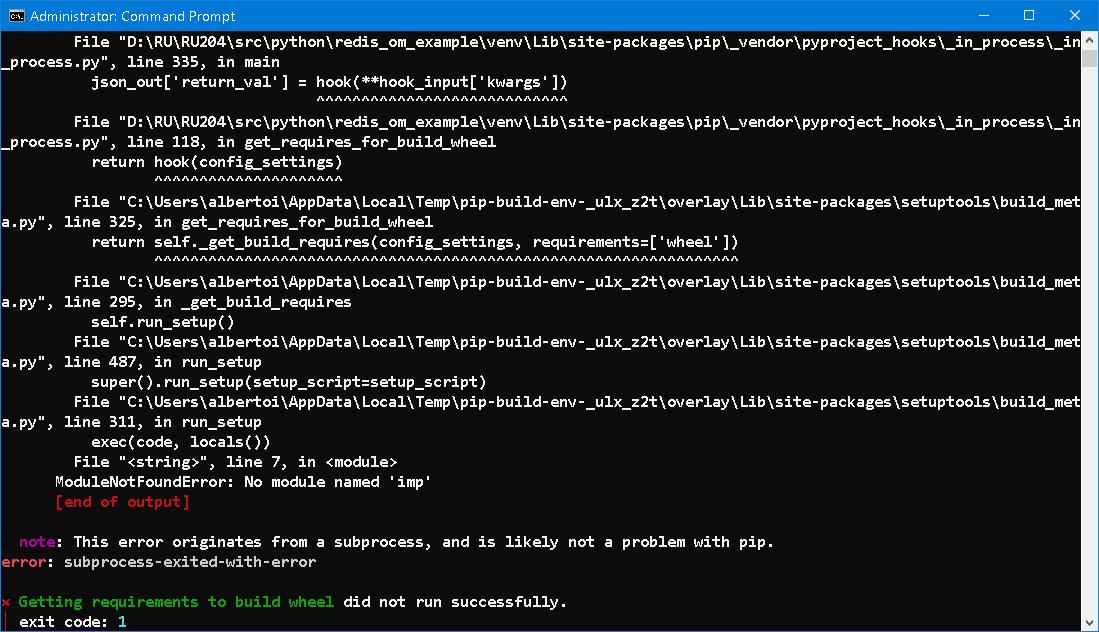 Administrator: Command Prompt
File "D:\RU\RU204\src\python\redis_om_example\venv\Lib\site-packages\pip\_vendor\pyproject_hooks\_in_process\_in
_process.py", line 335, in main
json_out['return_val'] = hook(**hook_input['kwargs'])
^^^^^^^^^^^^^^^^^^^^^^^^^^^^
File "D:\RU\RU204\src\python\redis_om_example\venv\Lib\site-packages\pip\_vendor\pyproject_hooks\_in_process\_in
_process.py", line 118, in get_requires_for_build_wheel
return hook(config_settings)
^^^^^^^^^^^^^^^^^^^^^
File "C:\Users\albertoi\AppData\Local\Temp\pip-build-env-_ulx_z2t\overlay\Lib\site-packages\setuptools\build_met
a.py", line 325, in get_requires_for_build_wheel
return self._get_build_requires(config_settings, requirements=['wheel'])
^^^^^^^^^^^^^^^^^^^^^^^^^^^^^^^^^^^^^^^^^^^^^^^^^^^^^^^^^^^^^^^^^
File "C:\Users\albertoi\AppData\Local\Temp\pip-build-env-_ulx_z2t\overlay\Lib\site-packages\setuptools\build_met
a.py", line 295, in _get_build_requires
self.run_setup()
File "C:\Users\albertoi\AppData\Local\Temp\pip-build-env-_ulx_z2t\overlay\Lib\site-packages\setuptools\build_met
a.py", line 487, in run_setup
super().run_setup(setup_script=setup_script)
File "C:\Users\albertoi\AppData\Local\Temp\pip-build-env-_ulx_z2t\overlay\Lib\site-packages\setuptools\build_met
a.py", line 311, in run_setup
exec(code, locals())
File "<string>", line 7, in <module>
ModuleNotFoundError: No module named 'imp'
[end of output]
note: This error originates from a subprocess, and is likely not a problem with pip.
error: subprocess-exited-with-error
× Getting requirements to build wheel did not run successfully.
│ exit code: 1